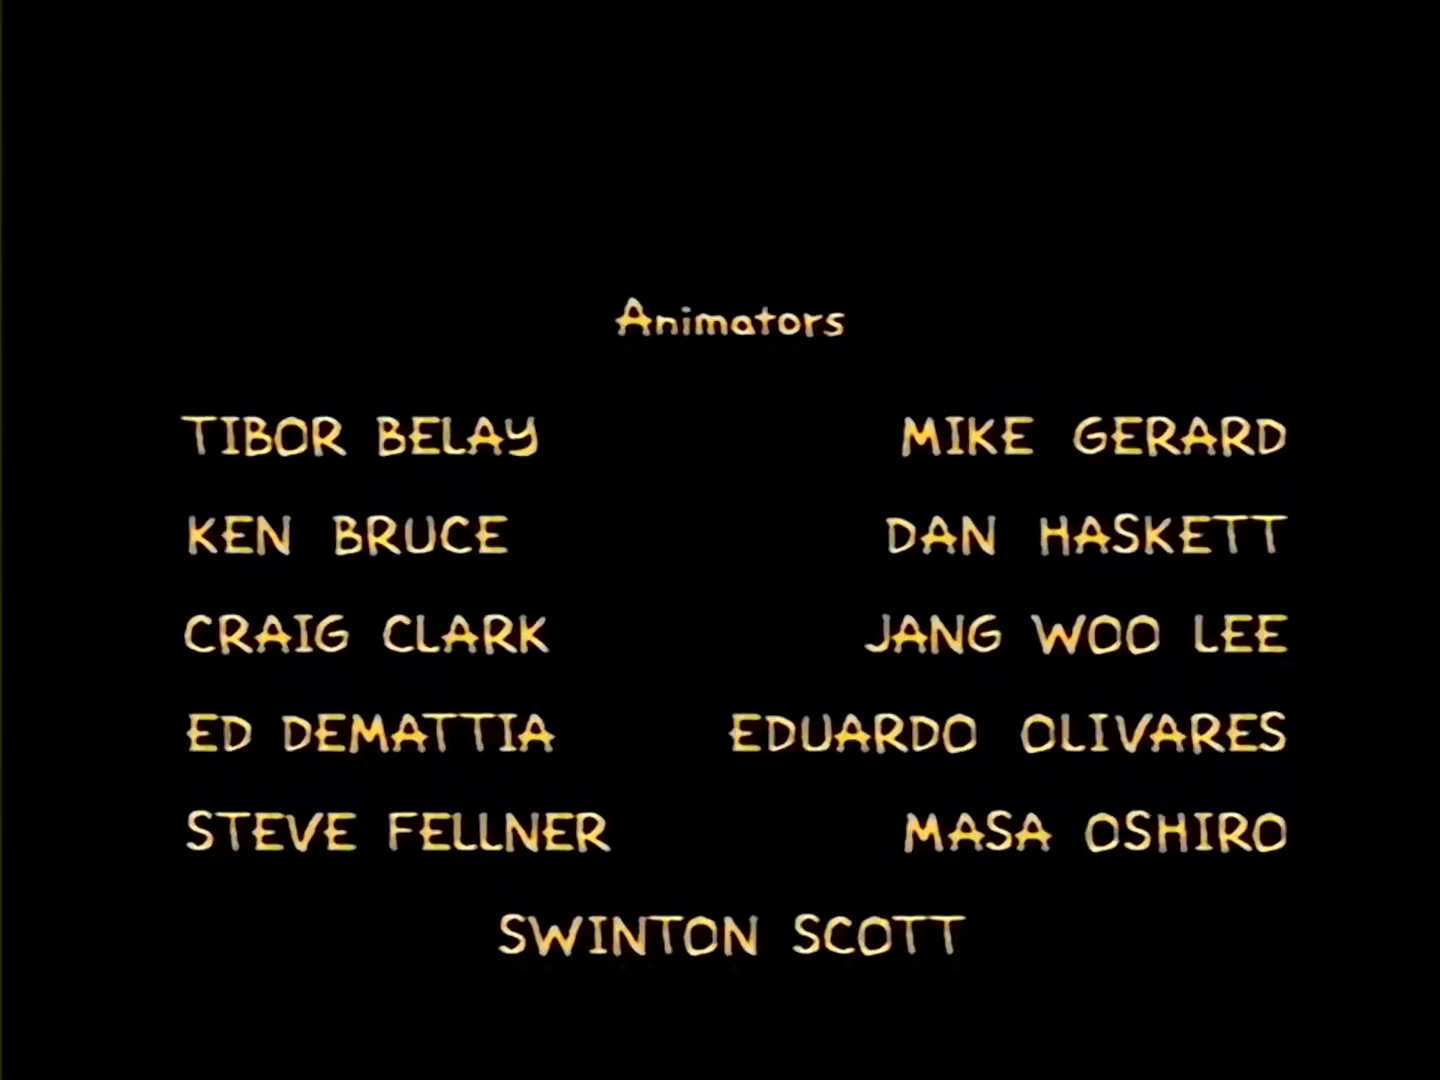 Animators
TIBOR BELAY MIKE GERARD
KEN BRUCE DAN HASKETT
CRAIG CLARK JANG WOO LEE
ED DEMATTIA EDUARDO OLIVARES
STEVE FELLNER MASA OSHIRO
SWINTON SCOTT